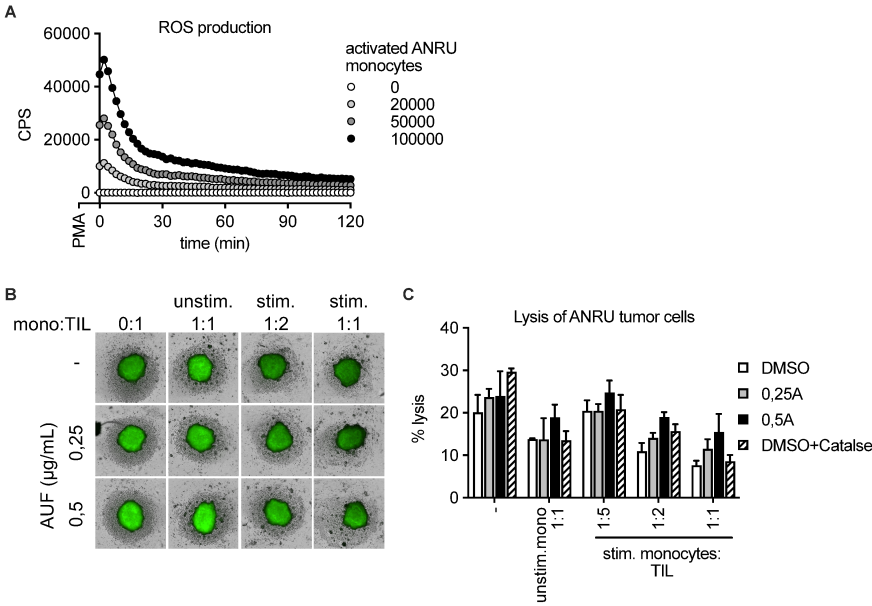 A
ROS production
60000
40000
20000
0
CPS
PMA
0 30 60 90 120
time (min)
activated ANRU
monocytes
0
20000
50000
100000
B
unstim. stim. stim.
mono:TIL 0:1 1:1 1:2 1:1
-
0,25
0,5
AUF (µg/mL)
C
Lysis of ANRU tumor cells
40
30
20
10
0
% lysis
-
unstim.mono
1:1
1:5
1:2
1:1
stim. monocytes:
TIL
DMSO
0,25A
0,5A
DMSO+Catalse